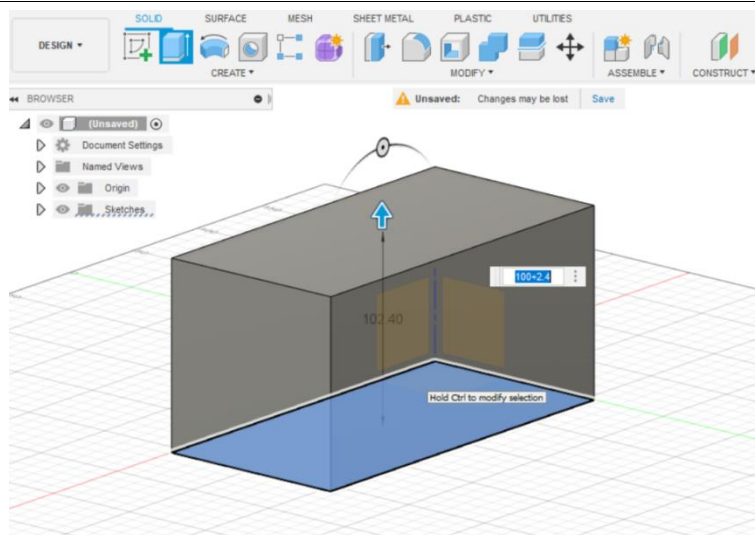 SOLID SURFACE MESH SHEET METAL PLASTIC UTILITIES
DESIGN ▾
CREATE ▾ MODIFY ▾ ASSEMBLE ▾ CONSTRUCT ▾
BROWSER
Unsaved: Changes may be lost Save
(Unsaved)
Document Settings
Named Views
Origin
Sketches
100+2.4
102.40
Hold Ctrl to modify selection